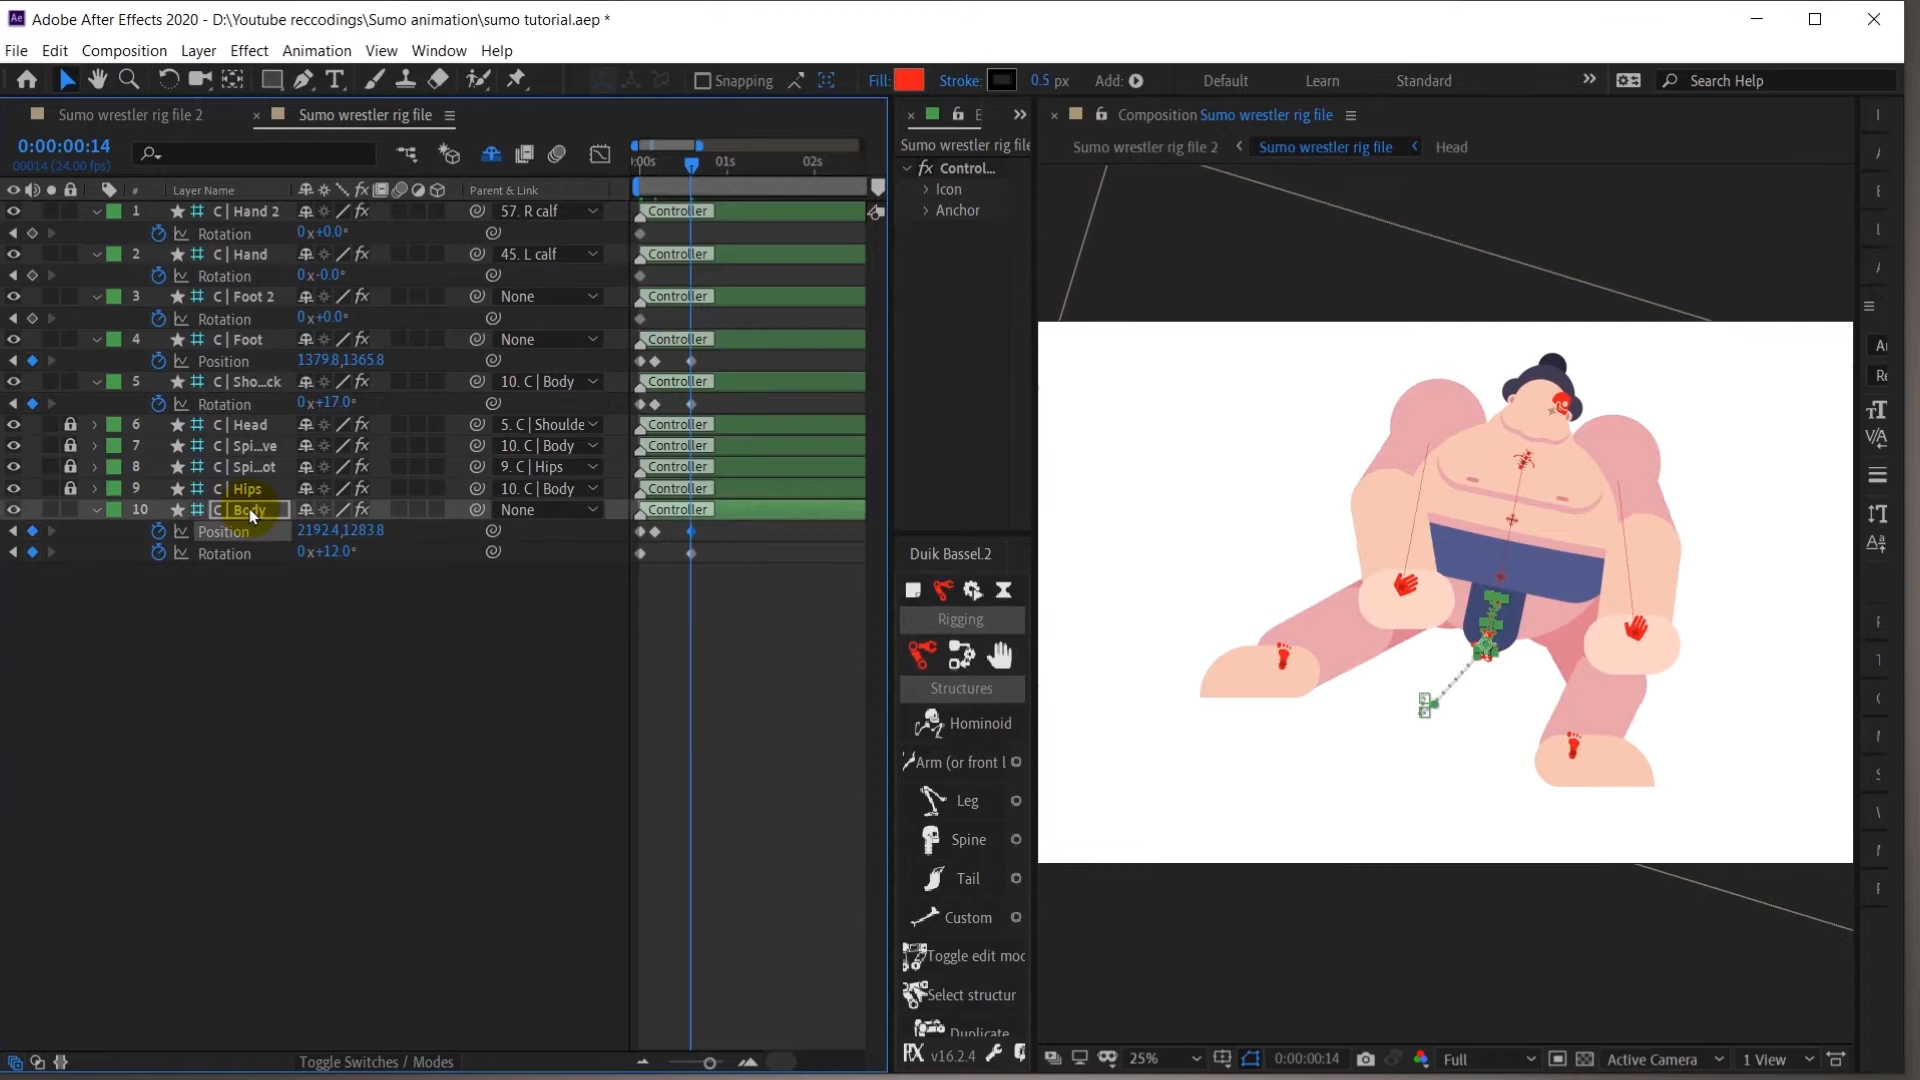 Adobe After Effects 2020 - D:\Youtube reccodings\Sumo animation\sumo tutorial.aep *
File Edit Composition Layer Effect Animation View Window Help
Snapping Fill: Stroke: 0.5 px Add: Default Learn Standard Search Help
Sumo wrestler rig file 2 Sumo wrestler rig file
Composition Sumo wrestler rig file
0:00:00:14
00014 (24.00 fps)
Sumo wrestler rig file 2 Sumo wrestler rig file Head
:00s 01s 02s
Sumo wrestler rig file
fx Control...
Icon
Anchor
# Layer Name Parent & Link
1 C | Hand 2 57. R calf Controller
Rotation 0x+0.0°
2 C | Hand 45. L calf Controller
Rotation 0x-0.0°
3 C | Foot 2 None Controller
Rotation 0x+0.0°
4 C | Foot None Controller
Position 1379.8,1365.8
5 C | Sho...ck 10. C | Body Controller
Rotation 0x+17.0°
6 C | Head 5. C | Shoulde Controller
7 C | Spi...ve 10. C | Body Controller
8 C | Spi...ot 9. C | Hips Controller
9 C | Hips 10. C | Body Controller
10 C | Body None Controller
Position 2192.4,1283.8
Rotation 0x+12.0°
Duik Bassel.2
Rigging
Structures
Hominoid
Arm (or front l
Leg
Spine
Tail
Custom
Toggle edit mod
Select structur
Duplicate
v16.2.4
Toggle Switches / Modes
25% 0:00:00:14 Full Active Camera 1 View